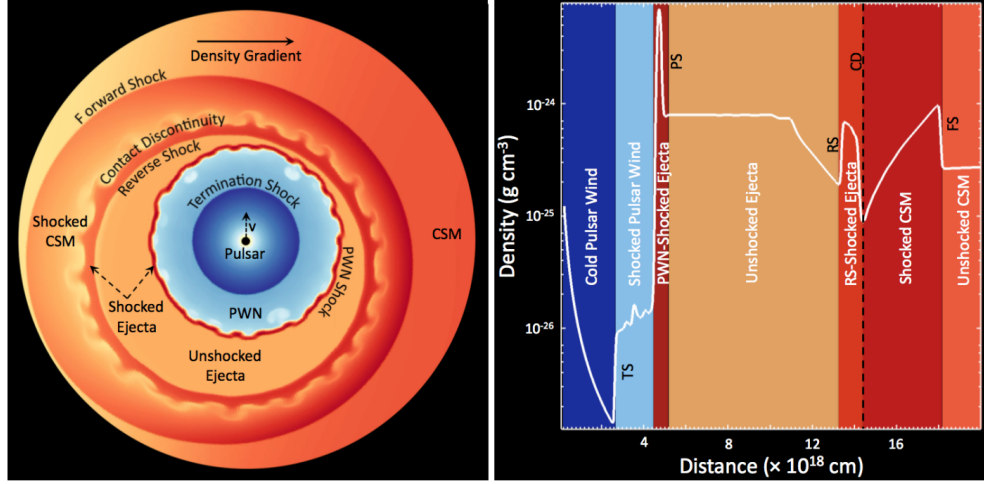 Density Gradient
Forward Shock
Contact Discontinuity
Reverse Shock
Termination Shock
v
Pulsar
PWN
PWN Shock
Shocked
CSM
CSM
Shocked
Ejecta
Unshocked
Ejecta
Density (g cm⁻³)
10⁻²⁴
10⁻²⁵
10⁻²⁶
Cold Pulsar Wind
TS
Shocked Pulsar Wind
PWN-Shocked Ejecta
PS
Unshocked Ejecta
RS
RS-Shocked Ejecta
CD
Shocked CSM
FS
Unshocked CSM
4 8 12 16
Distance (× 10¹⁸ cm)